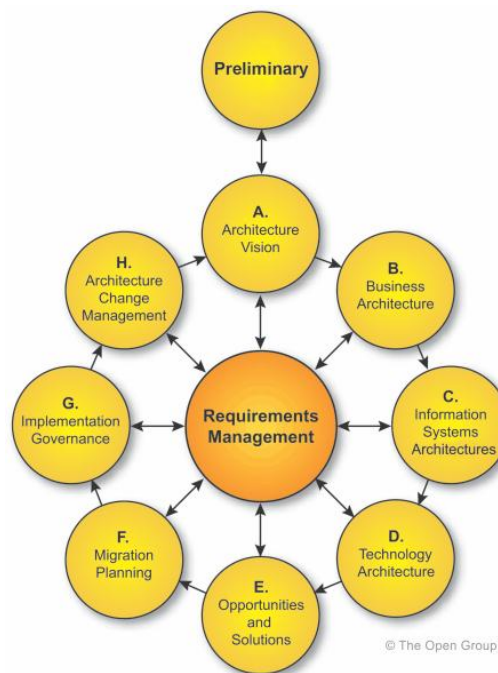 Preliminary
A.
Architecture
Vision
B.
Business
Architecture
C.
Information
Systems
Architectures
D.
Technology
Architecture
E.
Opportunities
and
Solutions
F.
Migration
Planning
G.
Implementation
Governance
H.
Architecture
Change
Management
Requirements
Management
© The Open Group